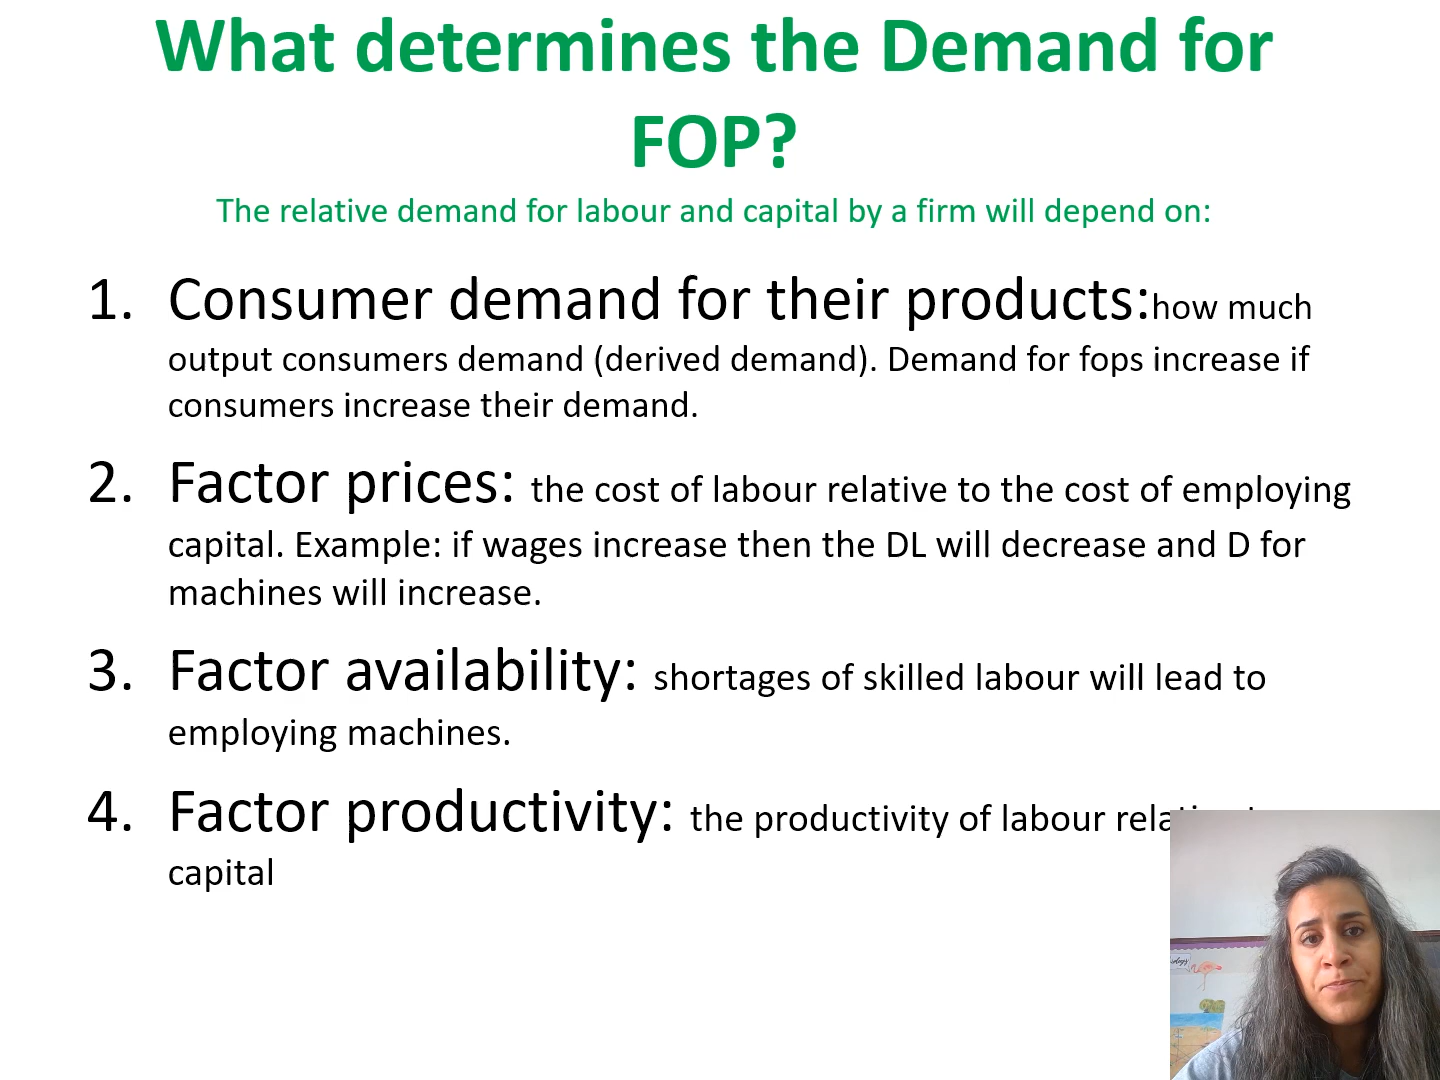 What determines the Demand for
FOP?
The relative demand for labour and capital by a firm will depend on:
1. Consumer demand for their products:how much
output consumers demand (derived demand). Demand for fops increase if
consumers increase their demand.
2. Factor prices: the cost of labour relative to the cost of employing
capital. Example: if wages increase then the DL will decrease and D for
machines will increase.
3. Factor availability: shortages of skilled labour will lead to
employing machines.
4. Factor productivity: the productivity of labour relative
capital